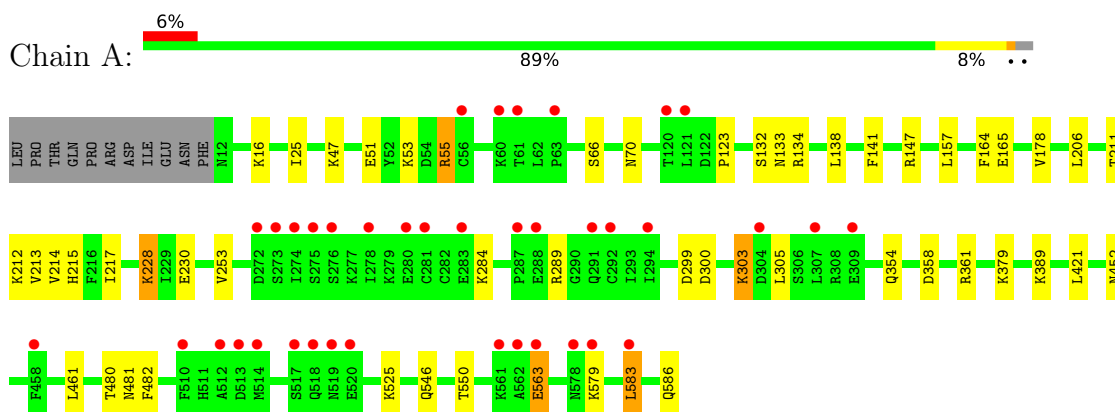 6%
Chain A:
89% 8% • •
LEU PRO THR GLN PRO ARG ASP ILE GLU ASN PHE N12 K16 I25 K47 E51 Y52 K53 D54 R55 C56 K60 T61 L62 P63 S66 N70 T120 L121 D122 P123 S132 N133 R134 L138 F141 R147 L157 F164 E165 V178 L206 T211
K212 V213 V214 H215 F216 I217 K228 I229 E230 V253 D272 S273 I274 S275 S276 K277 I278 K279 E280 C281 C282 E283 K284 P287 E288 R289 G290 Q291 C292 I293 I294 D299 D300 K303 D304 L305 S306 L307 R308 E309 Q354 D358 R361 K379 K389 L421 N452
F458 L461 T480 N481 F482 F510 H511 A512 D513 M514 S517 Q518 N519 E520 K525 Q546 T550 K561 A562 E563 N578 K579 L583 Q586